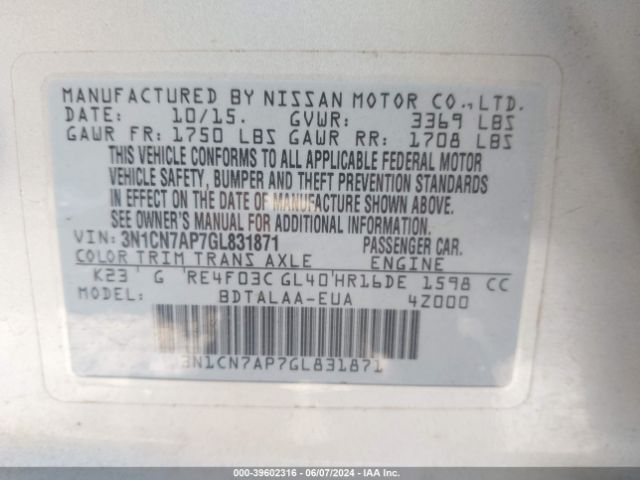 MANUFACTURED BY NISSAN MOTOR CO.,LTD.
DATE: 10/15. GVWR: 3369 LBS
GAWR FR: 1750 LBS GAWR RR: 1708 LBS
THIS VEHICLE CONFORMS TO ALL APPLICABLE FEDERAL MOTOR
VEHICLE SAFETY, BUMPER AND THEFT PREVENTION STANDARDS
IN EFFECT ON THE DATE OF MANUFACTURE SHOWN ABOVE.
SEE OWNER'S MANUAL FOR ADDITIONAL INFORMATION.
VIN: 3N1CN7AP7GL831871 PASSENGER CAR.
COLOR TRIM TRANS AXLE ENGINE
K23 G RE4F03C GL40 HR16DE 1598 CC
MODEL: BDTALAA-EUA 4Z000
3N1CN7AP7GL831871
000-39602316 | 06/07/2024 | IAA Inc.